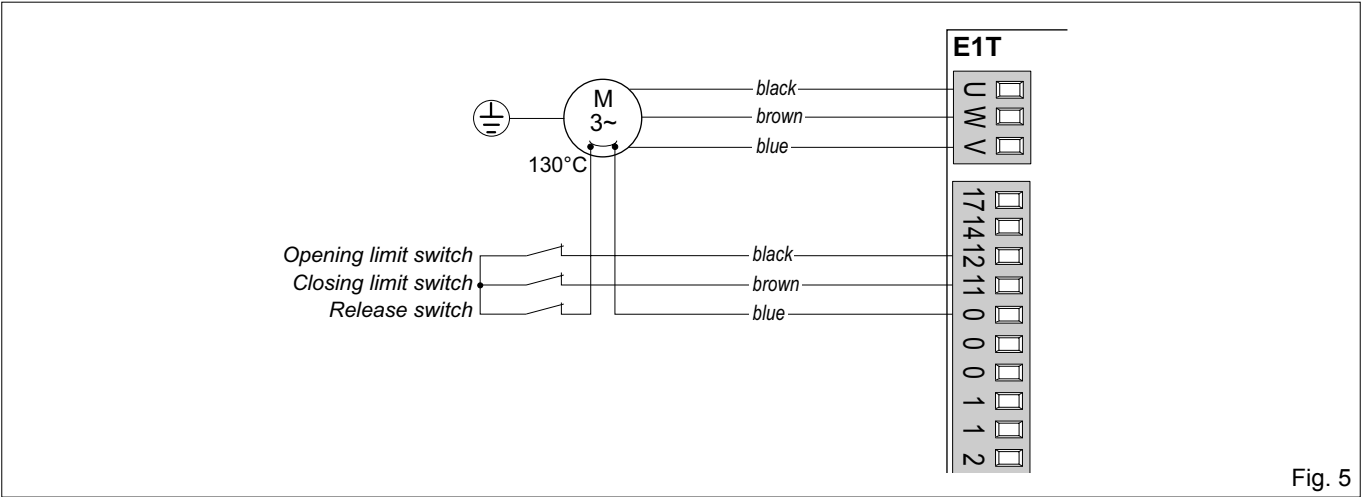 E1T
black
U
M
3~
brown
W
blue
V
130°C
17
14
Opening limit switch
black
12
Closing limit switch
brown
11
Release switch
blue
0
0
0
1
1
2
Fig. 5